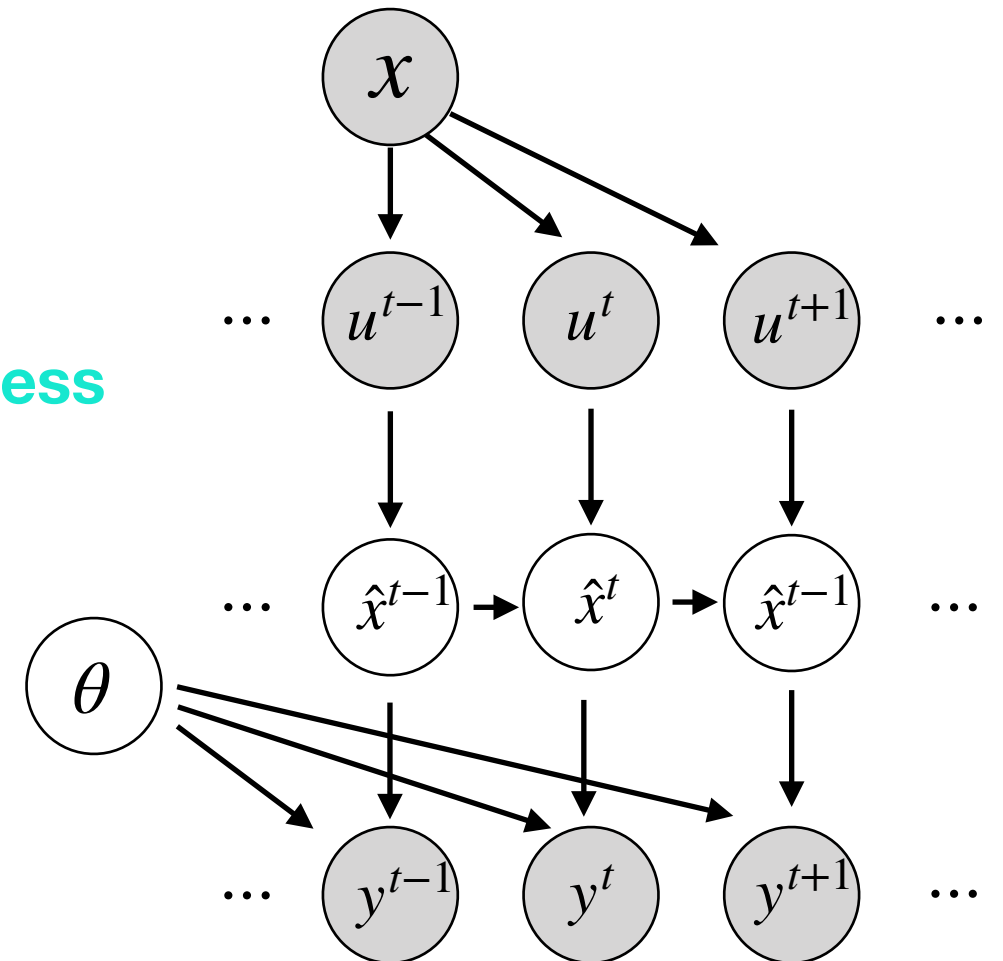 x
... u^{t-1} u^t u^{t+1} ...
ess
... x̂^{t-1} x̂^t x̂^{t-1} ...
θ
... y^{t-1} y^t y^{t+1} ...